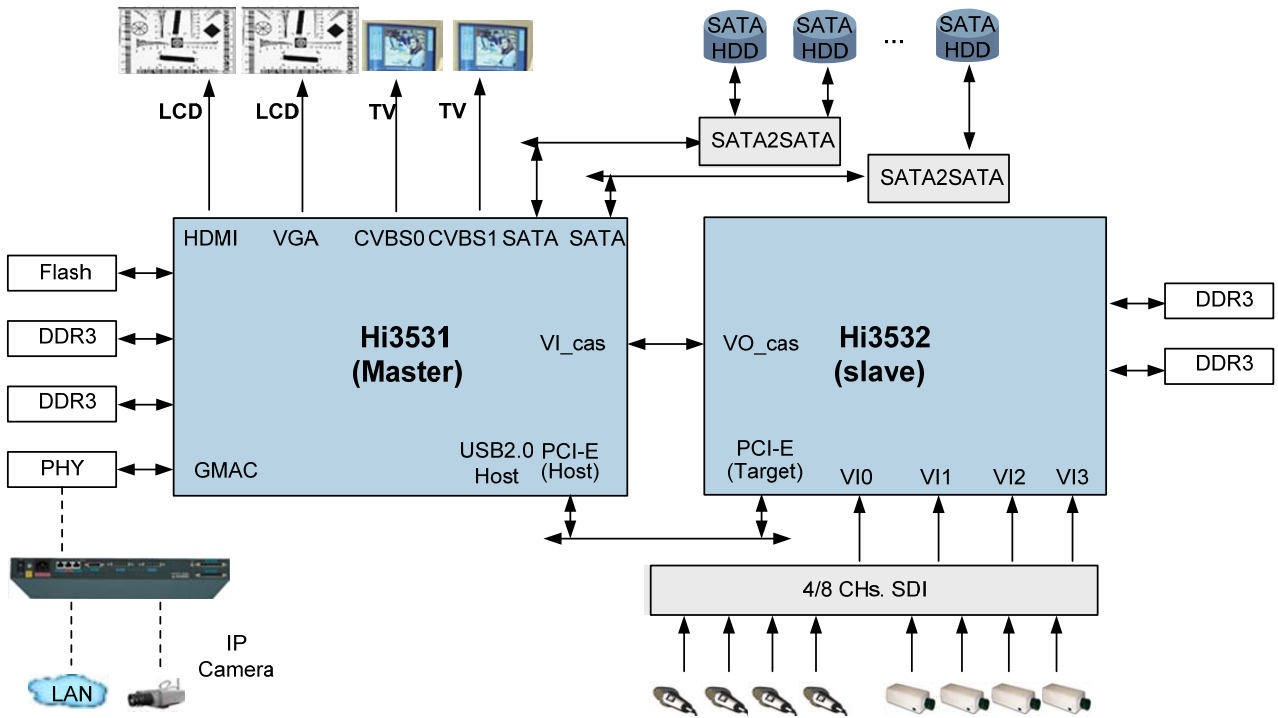 SATA
HDD
SATA
HDD
...
SATA
HDD
LCD
LCD
TV
TV
SATA2SATA
SATA2SATA
HDMI
VGA
CVBS0
CVBS1
SATA
SATA
Flash
DDR3
DDR3
PHY
Hi3531
(Master)
VI_cas
GMAC
USB2.0
Host
PCI-E
(Host)
VO_cas
Hi3532
(slave)
PCI-E
(Target)
VI0
VI1
VI2
VI3
DDR3
DDR3
4/8 CHs. SDI
IP
Camera
LAN